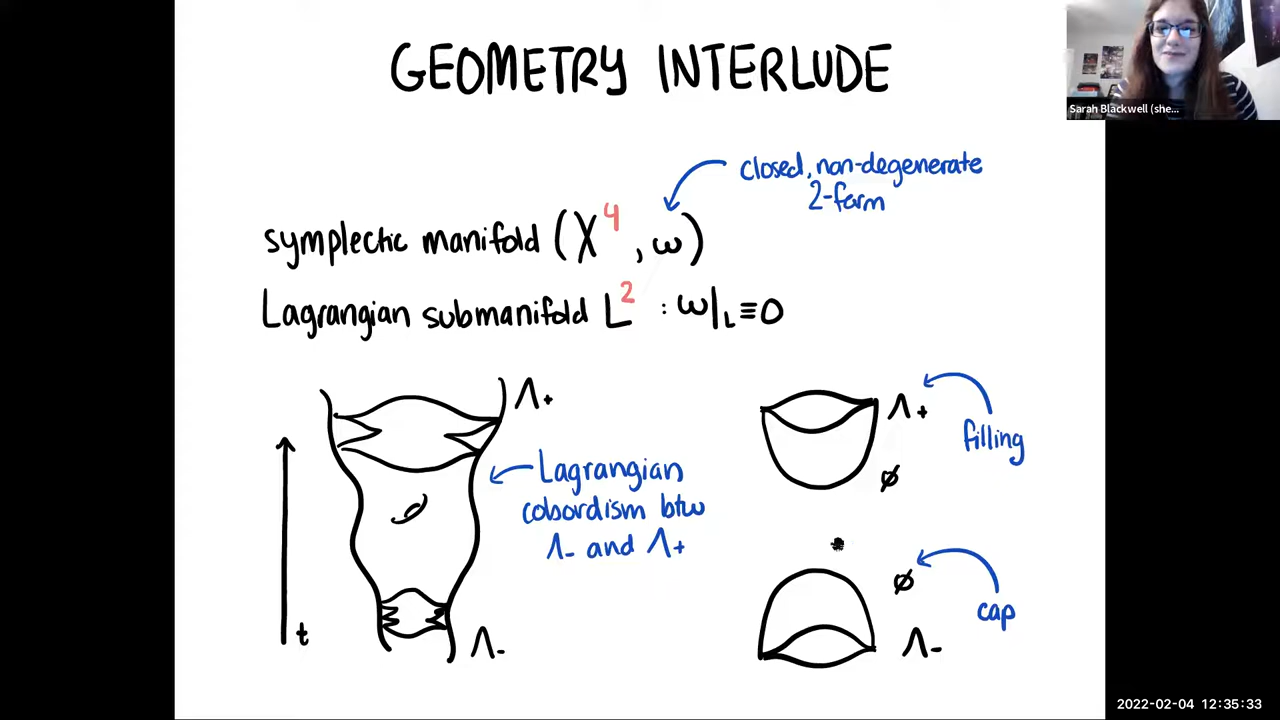 GEOMETRY INTERLUDE
Sarah Blackwell (she...
closed, non-degenerate
2-form
symplectic manifold (X⁴, ω)
Lagrangian submanifold L² : ω|_L ≡ 0
Λ₊
Λ₊
filling
Lagrangian
cobordism btw
Λ₋ and Λ₊
∅
∅
cap
t
Λ₋
Λ₋
2022-02-04 12:35:33